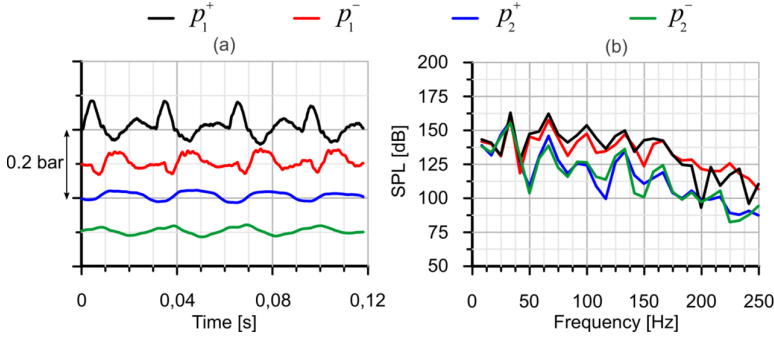 p₁⁺ p₁⁻ p₂⁺ p₂⁻
(a)
0.2 bar
0 0,04 0,08 0,12
Time [s]
(b)
200
175
150
125
100
75
50
SPL [dB]
0 50 100 150 200 250
Frequency [Hz]